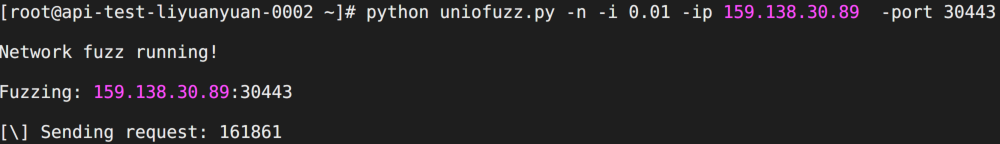 [root@api-test-liyuanyuan-0002 ~]# python uniofuzz.py -n -i 0.01 -ip 159.138.30.89  -port 30443
Network fuzz running!
Fuzzing: 159.138.30.89:30443
[\] Sending request: 161861